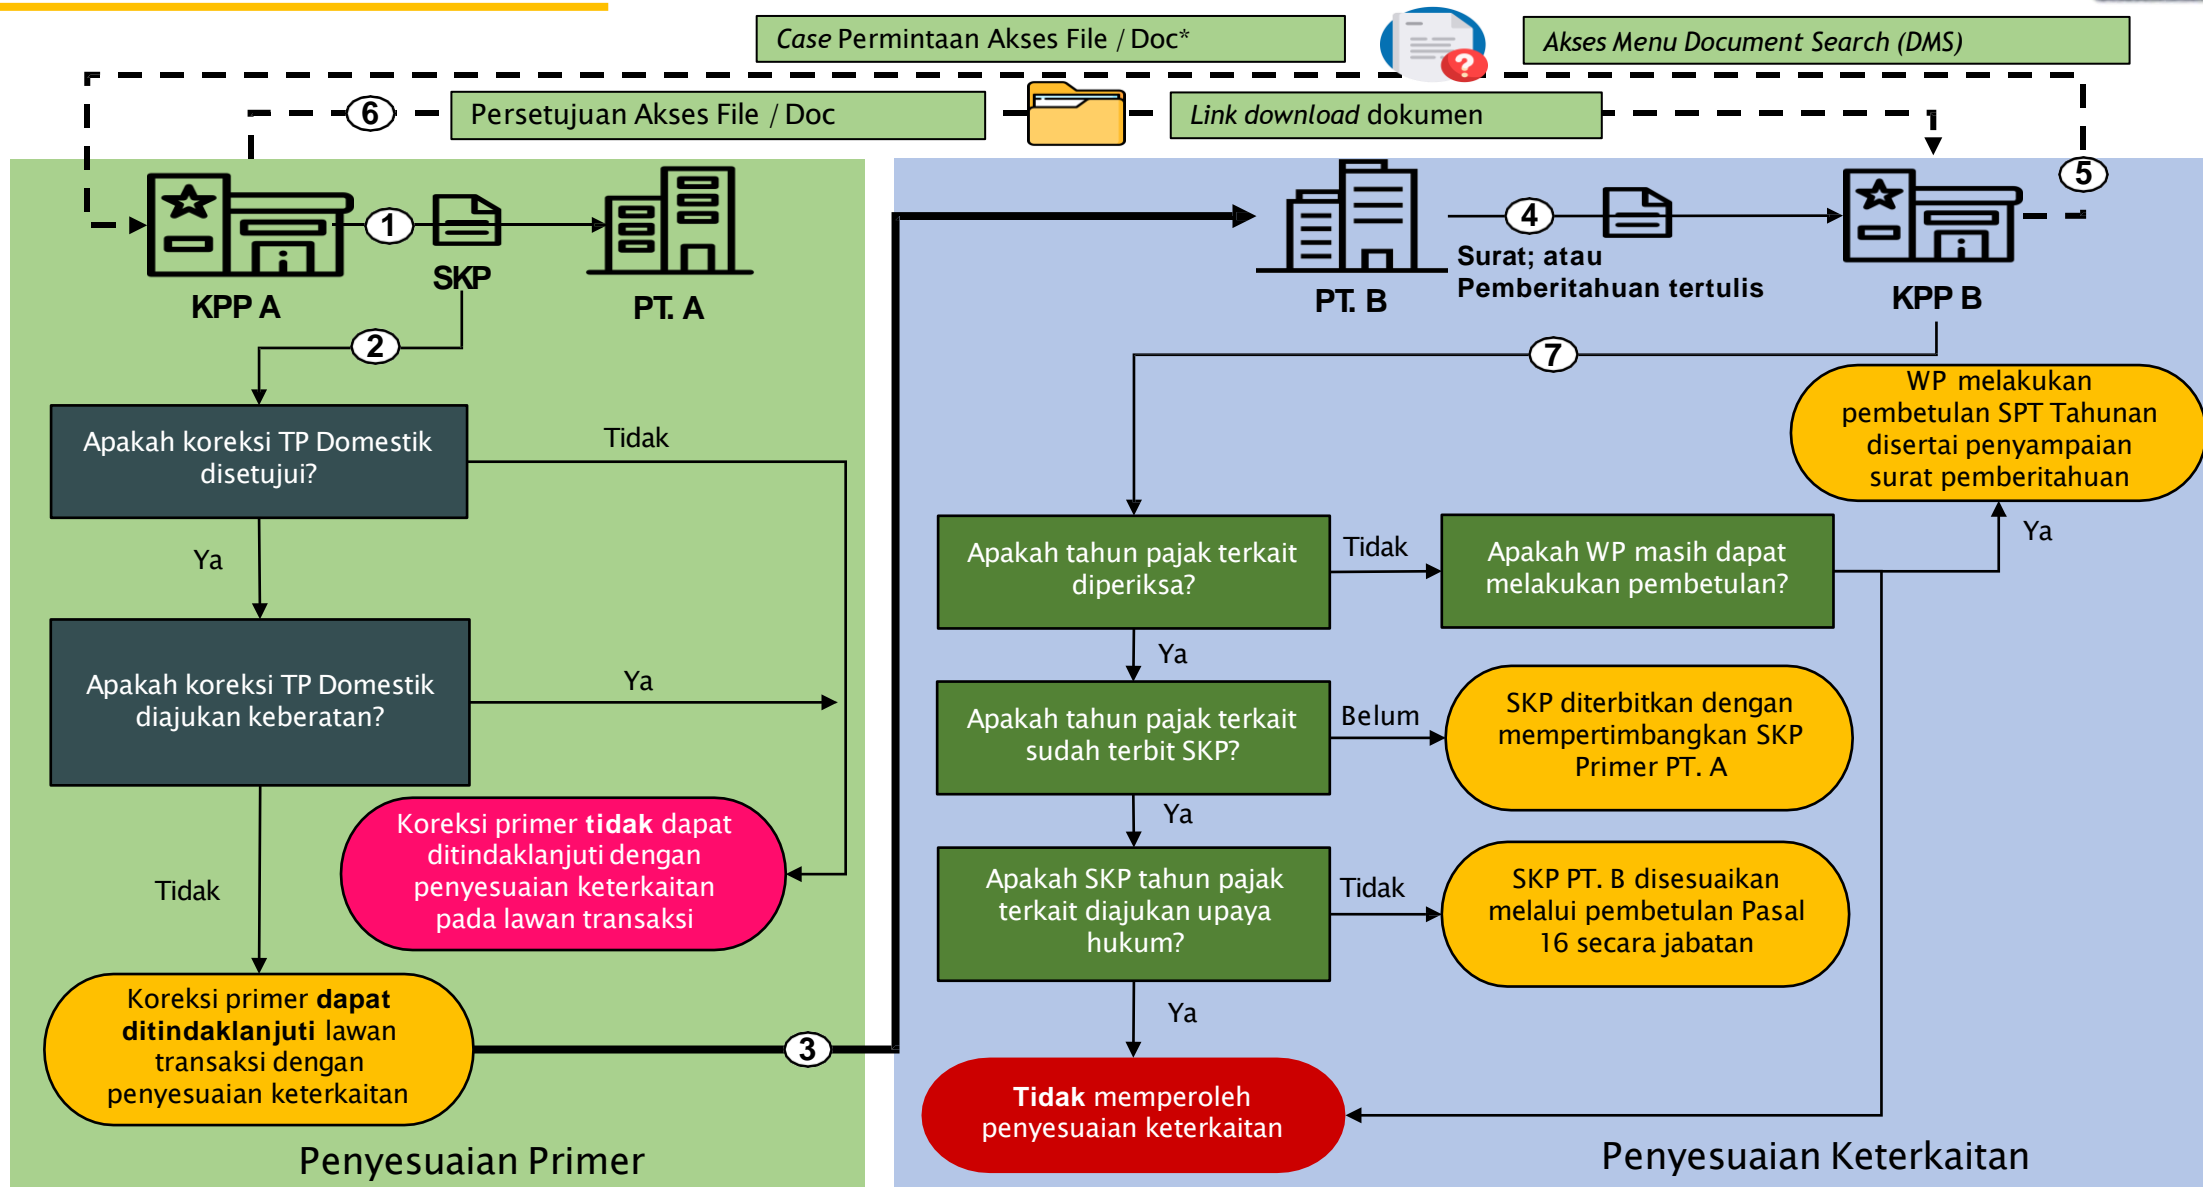 Case Permintaan Akses File / Doc*
Akses Menu Document Search (DMS)
6
Persetujuan Akses File / Doc
Link download dokumen
5
1
SKP
KPP A
PT. A
2
Apakah koreksi TP Domestik
disetujui?
Tidak
Ya
Apakah koreksi TP Domestik
diajukan keberatan?
Ya
Tidak
Koreksi primer tidak dapat
ditindaklanjuti dengan
penyesuaian keterkaitan
pada lawan transaksi
Koreksi primer dapat
ditindaklanjuti lawan
transaksi dengan
penyesuaian keterkaitan
3
Penyesuaian Primer
PT. B
4
Surat; atau
Pemberitahuan tertulis
KPP B
7
WP melakukan
pembetulan SPT Tahunan
disertai penyampaian
surat pemberitahuan
Apakah tahun pajak terkait
diperiksa?
Tidak
Apakah WP masih dapat
melakukan pembetulan?
Ya
Ya
Apakah tahun pajak terkait
sudah terbit SKP?
Belum
SKP diterbitkan dengan
mempertimbangkan SKP
Primer PT. A
Ya
Apakah SKP tahun pajak
terkait diajukan upaya
hukum?
Tidak
SKP PT. B disesuaikan
melalui pembetulan Pasal
16 secara jabatan
Ya
Tidak memperoleh
penyesuaian keterkaitan
Penyesuaian Keterkaitan